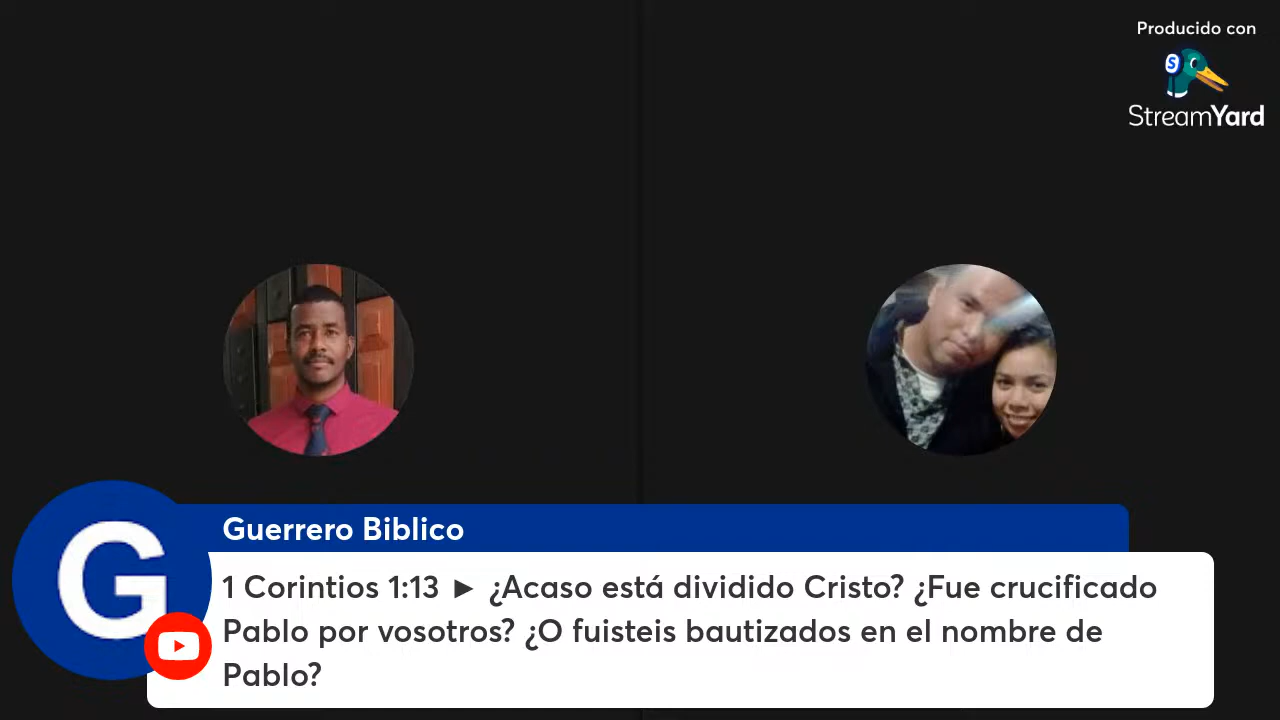 Producido con
S
StreamYard
G
Guerrero Biblico
1 Corintios 1:13 ► ¿Acaso está dividido Cristo? ¿Fue crucificado
Pablo por vosotros? ¿O fuisteis bautizados en el nombre de
Pablo?